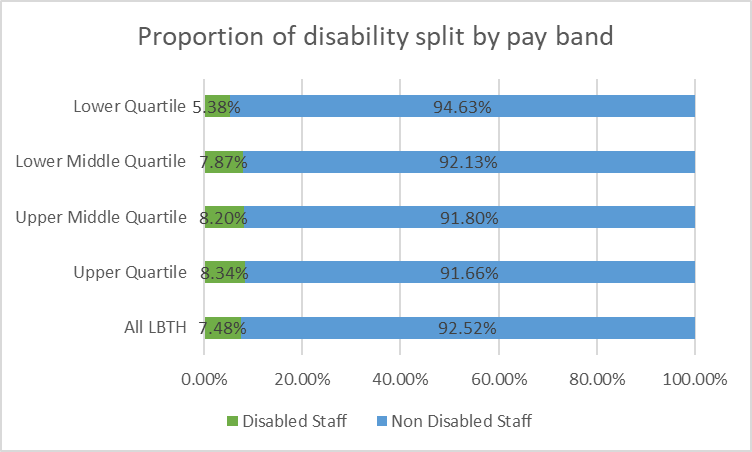 Proportion of disability split by pay band
Lower Quartile 5.38% 94.63%
Lower Middle Quartile 7.87% 92.13%
Upper Middle Quartile 8.20% 91.80%
Upper Quartile 8.34% 91.66%
All LBTH 7.48% 92.52%
0.00% 20.00% 40.00% 60.00% 80.00% 100.00%
Disabled Staff Non Disabled Staff